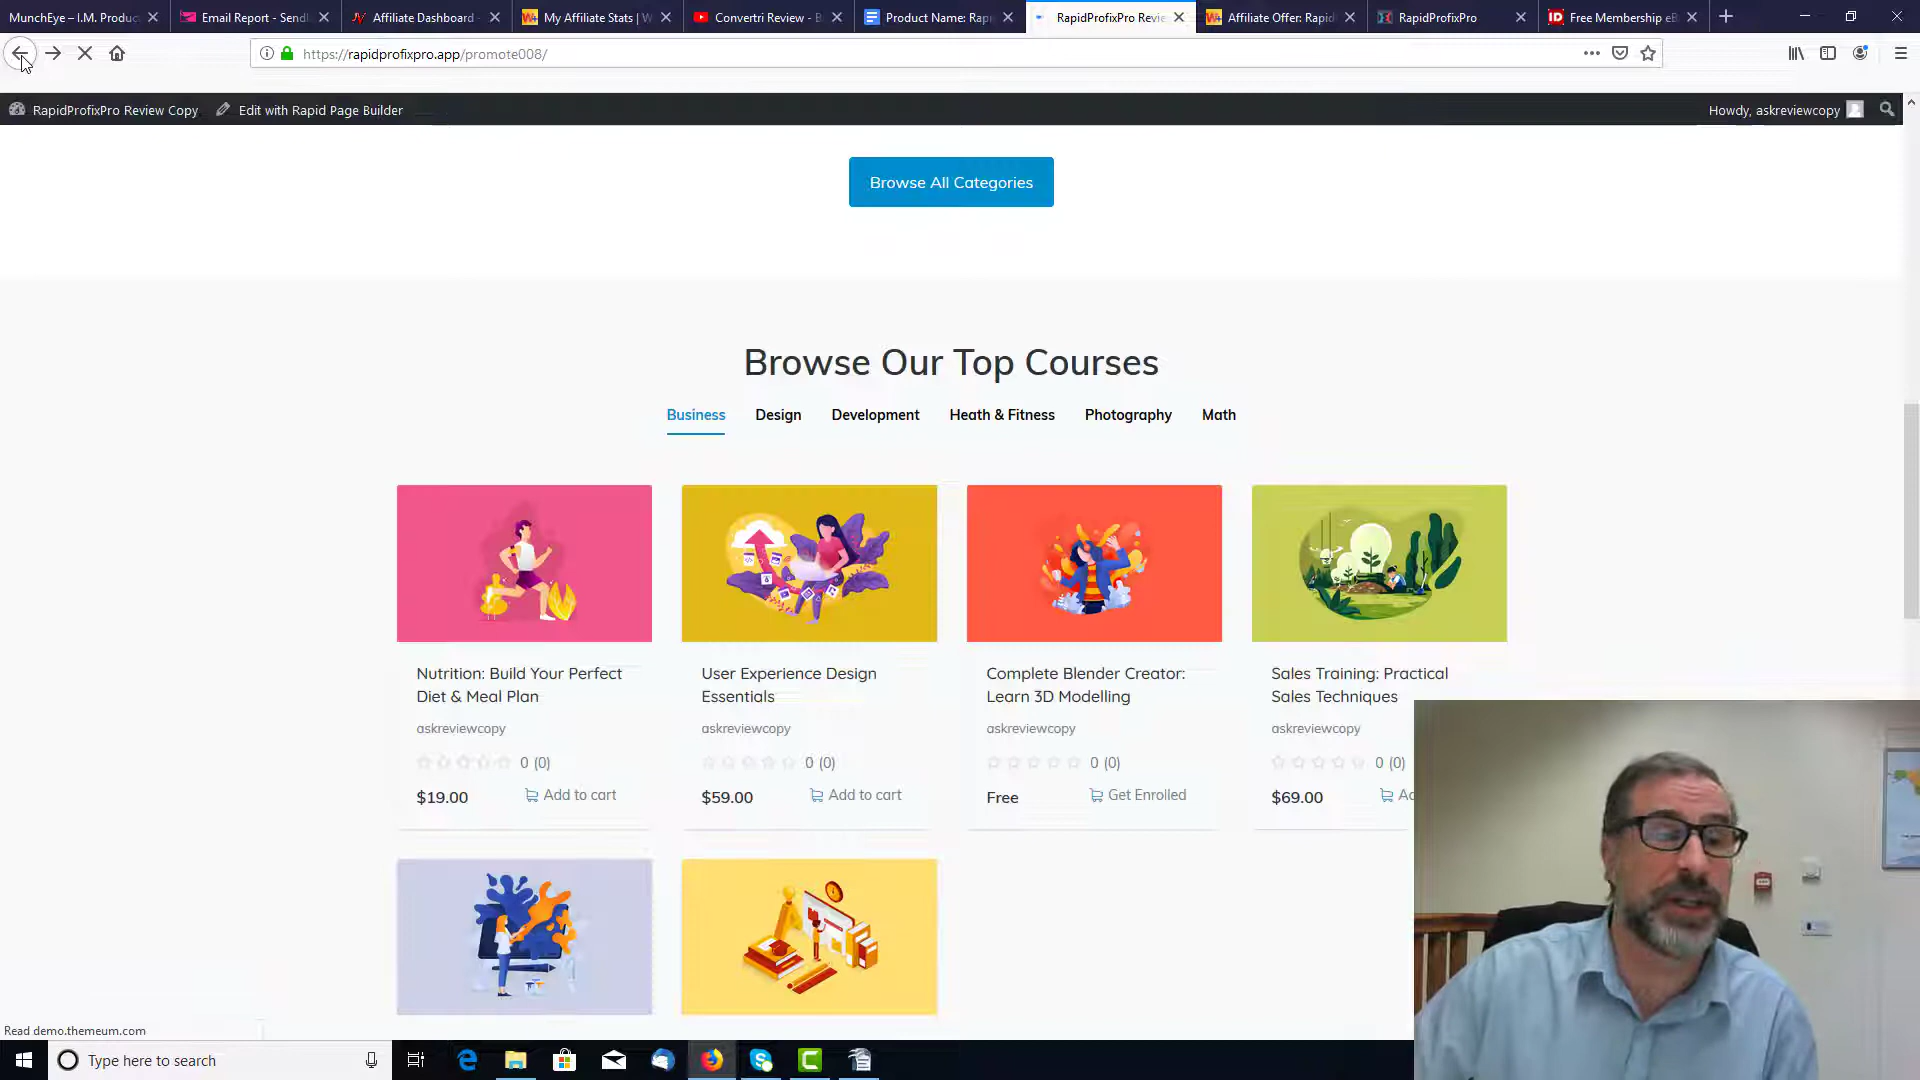 MunchEye – I.M. Produc
Email Report - Sendl
Affiliate Dashboard -
My Affiliate Stats | W
Convertri Review - B
Product Name: Rap
RapidProfixPro Revie
Affiliate Offer: Rapid
RapidProfixPro
Free Membership eB
https://rapidprofixpro.app/promote008/
RapidProfixPro Review Copy
Edit with Rapid Page Builder
Howdy, askreviewcopy
Browse All Categories
Browse Our Top Courses
Business Design Development Heath & Fitness Photography Math
Nutrition: Build Your Perfect
Diet & Meal Plan
askreviewcopy
0 (0)
$19.00 Add to cart
User Experience Design
Essentials
askreviewcopy
0 (0)
$59.00 Add to cart
Complete Blender Creator:
Learn 3D Modelling
askreviewcopy
0 (0)
Free Get Enrolled
Sales Training: Practical
Sales Techniques
askreviewcopy
0 (0)
$69.00 Ad
Read demo.themeum.com
Type here to search